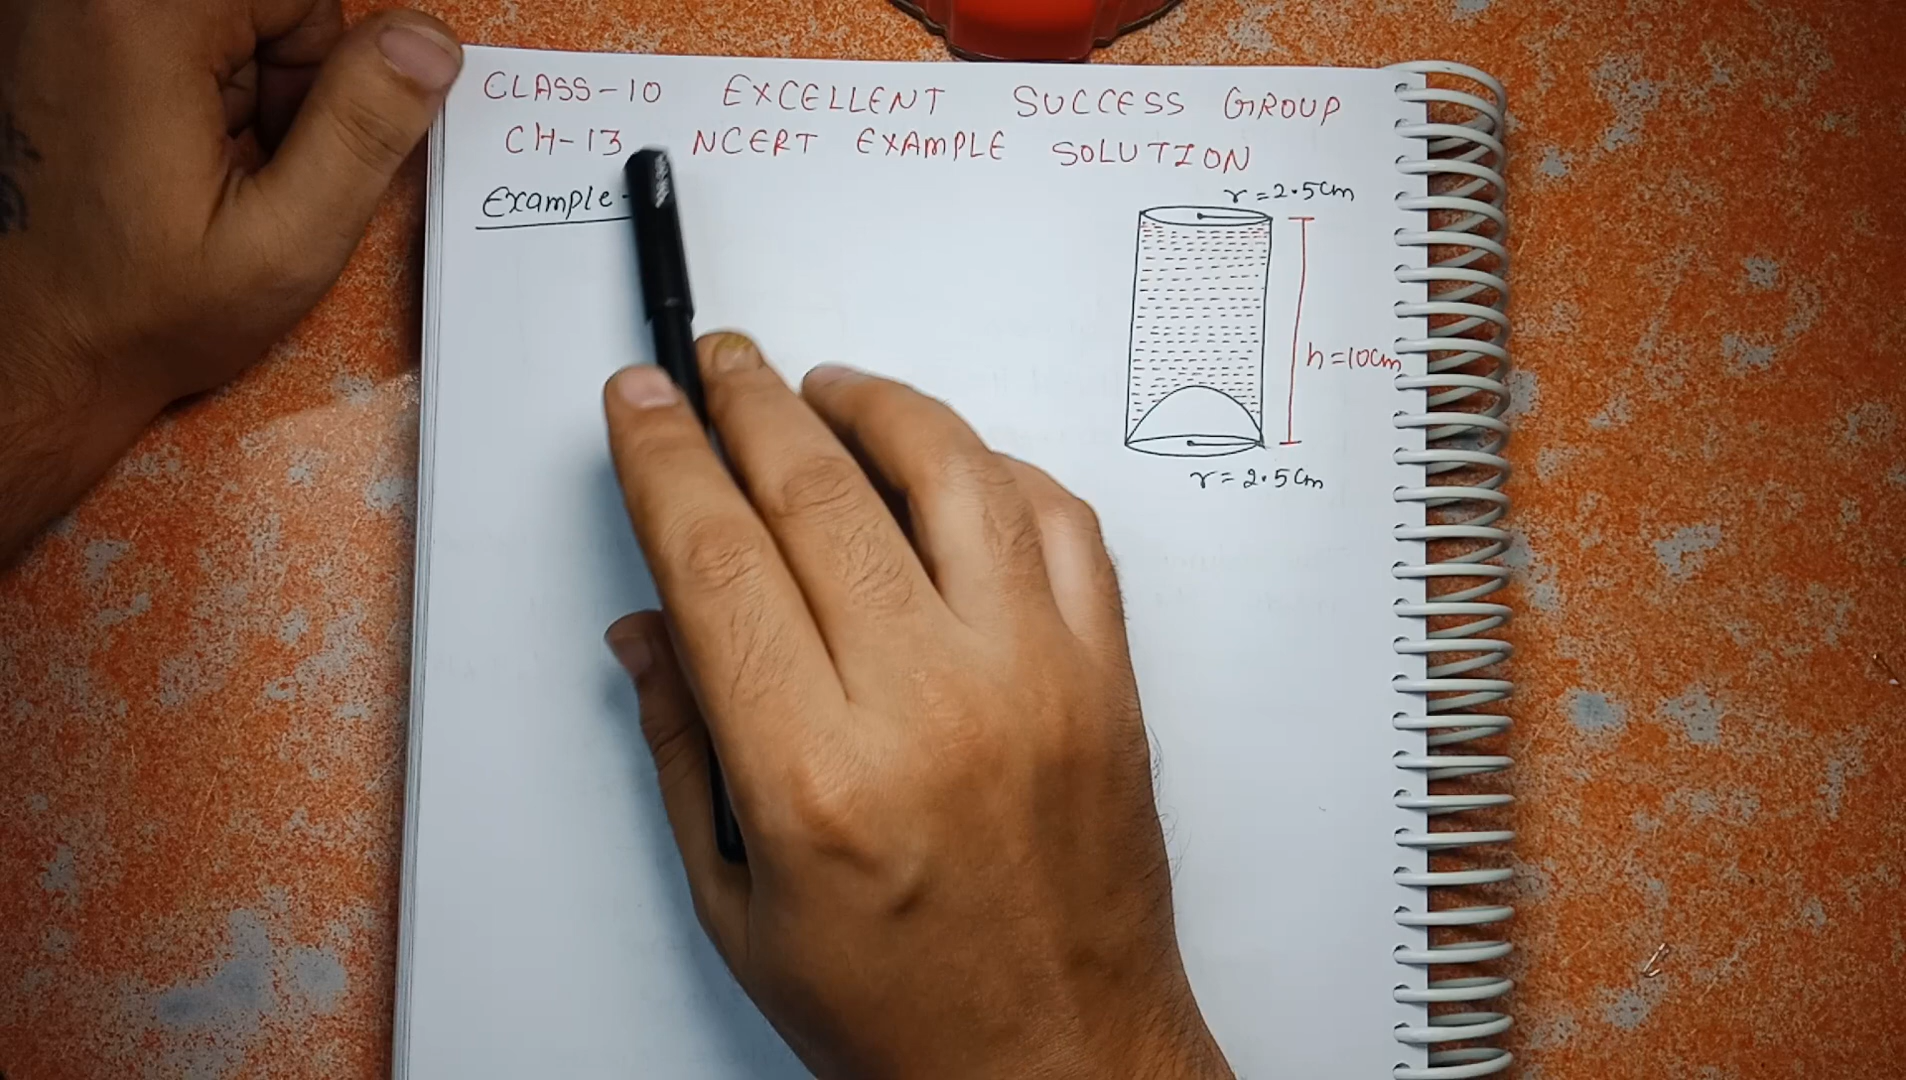 CLASS-10 EXCELLENT SUCCESS GROUP
CH-13 NCERT EXAMPLE SOLUTION
Example -
r = 2.5cm
h = 10cm
r = 2.5cm